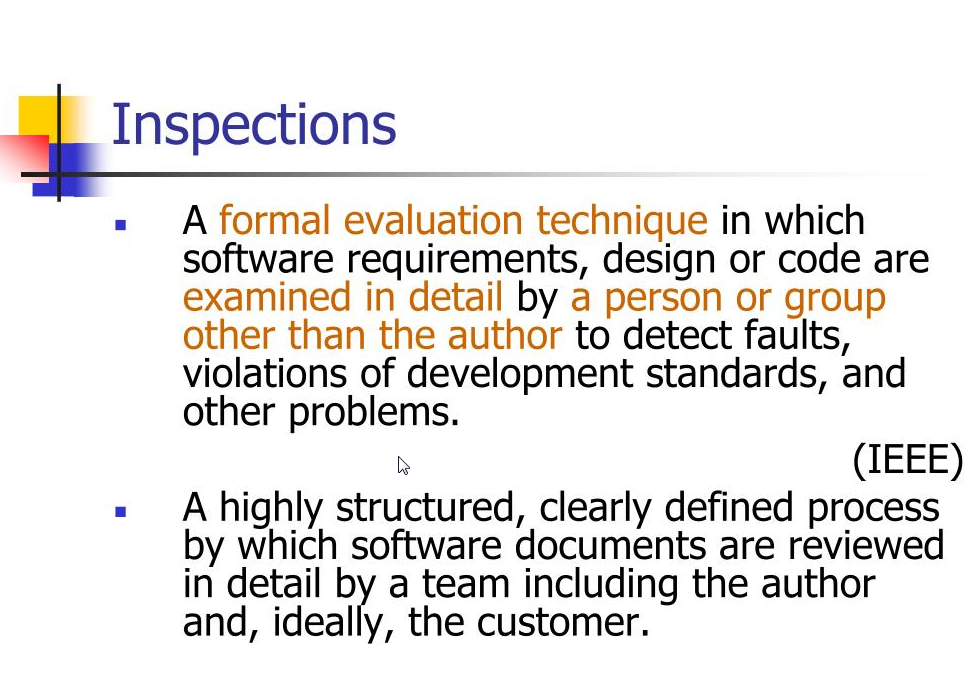 Inspections
A formal evaluation technique in which
software requirements, design or code are
examined in detail by a person or group
other than the author to detect faults,
violations of development standards, and
other problems.
(IEEE)
A highly structured, clearly defined process
by which software documents are reviewed
in detail by a team including the author
and, ideally, the customer.